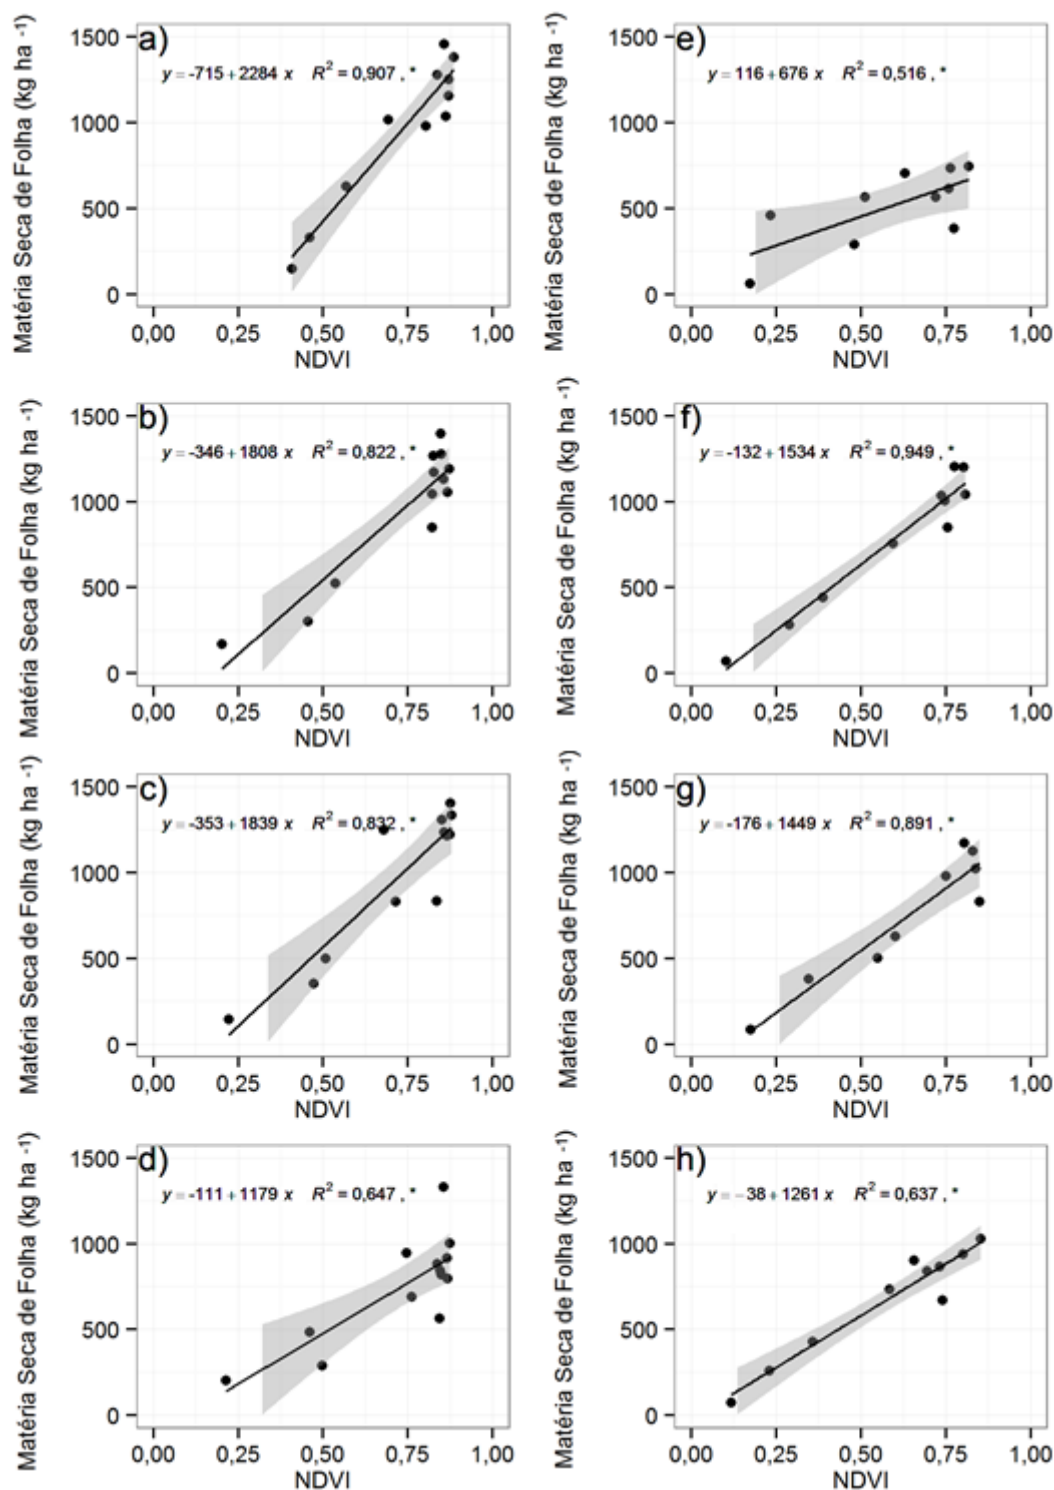 a)
y = -715 + 2284 x R² = 0,907 , *
Matéria Seca de Folha (kg ha ⁻¹)
1500
1000
500
0
0,00 0,25 0,50 0,75 1,00
NDVI
e)
y = 116 + 676 x R² = 0,516 , *
Matéria Seca de Folha (kg ha ⁻¹)
1500
1000
500
0
0,00 0,25 0,50 0,75 1,00
NDVI
b)
y = -346 + 1808 x R² = 0,822 , *
Matéria Seca de Folha (kg ha ⁻¹)
1500
1000
500
0
0,00 0,25 0,50 0,75 1,00
NDVI
f)
y = -132 + 1534 x R² = 0,949 , *
Matéria Seca de Folha (kg ha ⁻¹)
1500
1000
500
0
0,00 0,25 0,50 0,75 1,00
NDVI
c)
y = -353 + 1839 x R² = 0,832 , *
Matéria Seca de Folha (kg ha ⁻¹)
1500
1000
500
0
0,00 0,25 0,50 0,75 1,00
NDVI
g)
y = -176 + 1449 x R² = 0,891 , *
Matéria Seca de Folha (kg ha ⁻¹)
1500
1000
500
0
0,00 0,25 0,50 0,75 1,00
NDVI
d)
y = -111 + 1179 x R² = 0,647 , *
Matéria Seca de Folha (kg ha ⁻¹)
1500
1000
500
0
0,00 0,25 0,50 0,75 1,00
NDVI
h)
y = -38 + 1261 x R² = 0,637 , *
Matéria Seca de Folha (kg ha ⁻¹)
1500
1000
500
0
0,00 0,25 0,50 0,75 1,00
NDVI